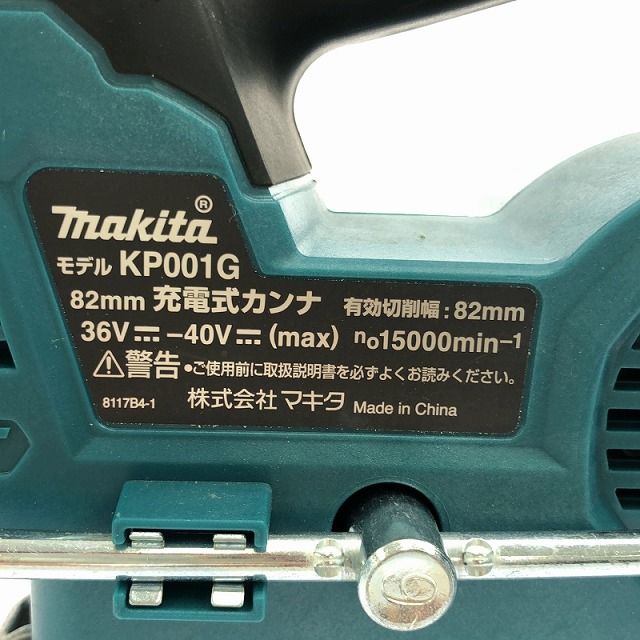 makita®
モデル KP001G
82mm 充電式カンナ 有効切削幅:82mm
36V⎓-40V⎓(max) no15000min-1
⚠警告 •ご使用前に取扱説明書を必ずよくお読みください。
8117B4-1 株式会社 マキタ Made in China
9